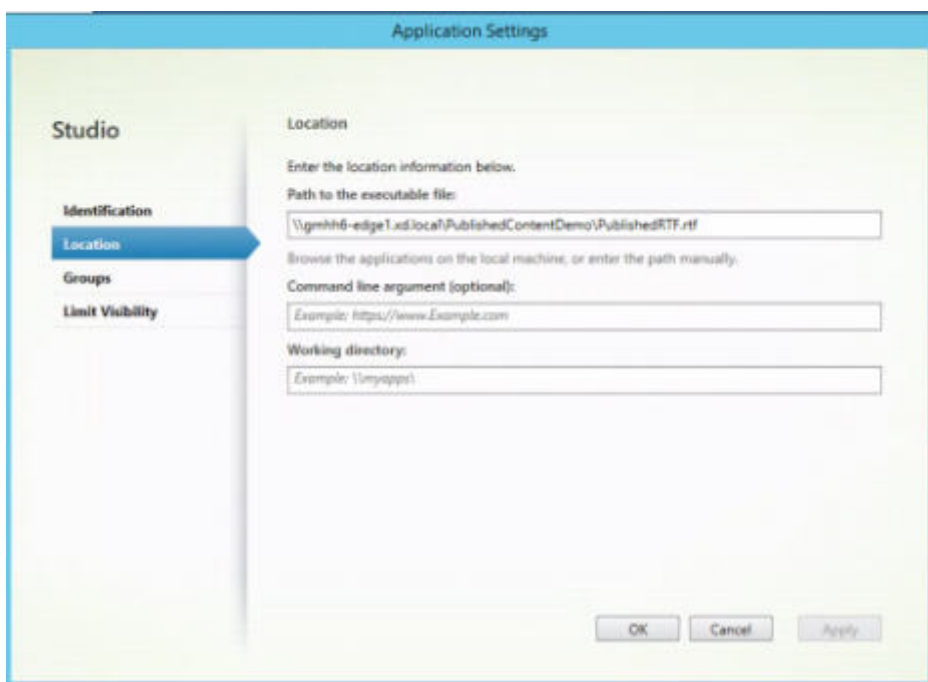 Application Settings
Studio
Identification
Location
Groups
Limit Visibility
Location
Enter the location information below.
Path to the executable file:
\\gmhh6-edge1.xd.local\PublishedContentDemo\PublishedRTF.rtf
Browse the applications on the local machine, or enter the path manually.
Command line argument (optional):
Example: https://www.Example.com
Working directory:
Example: \\myapps\
OK
Cancel
Apply